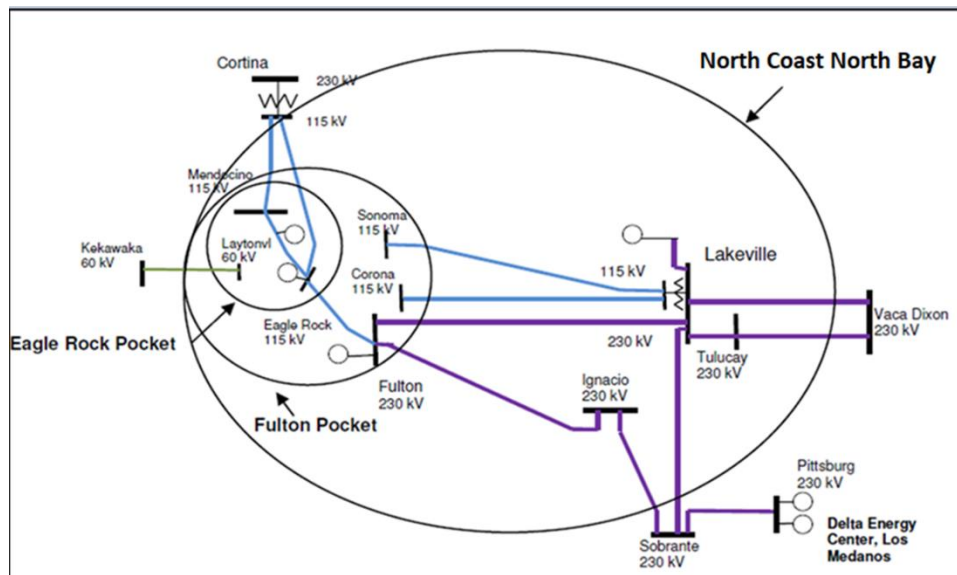 North Coast North Bay
Cortina
230 kV
115 kV
Mendocino
115 kV
Sonoma
115 kV
Kekawaka
60 kV
Laytonvl
60 kV
Lakeville
115 kV
Corona
115 kV
Vaca Dixon
230 kV
Eagle Rock
115 kV
Eagle Rock Pocket
230 kV
Tulucay
230 kV
Fulton
230 kV
Ignacio
230 kV
Fulton Pocket
Pittsburg
230 kV
Delta Energy
Center, Los
Medanos
Sobrante
230 kV